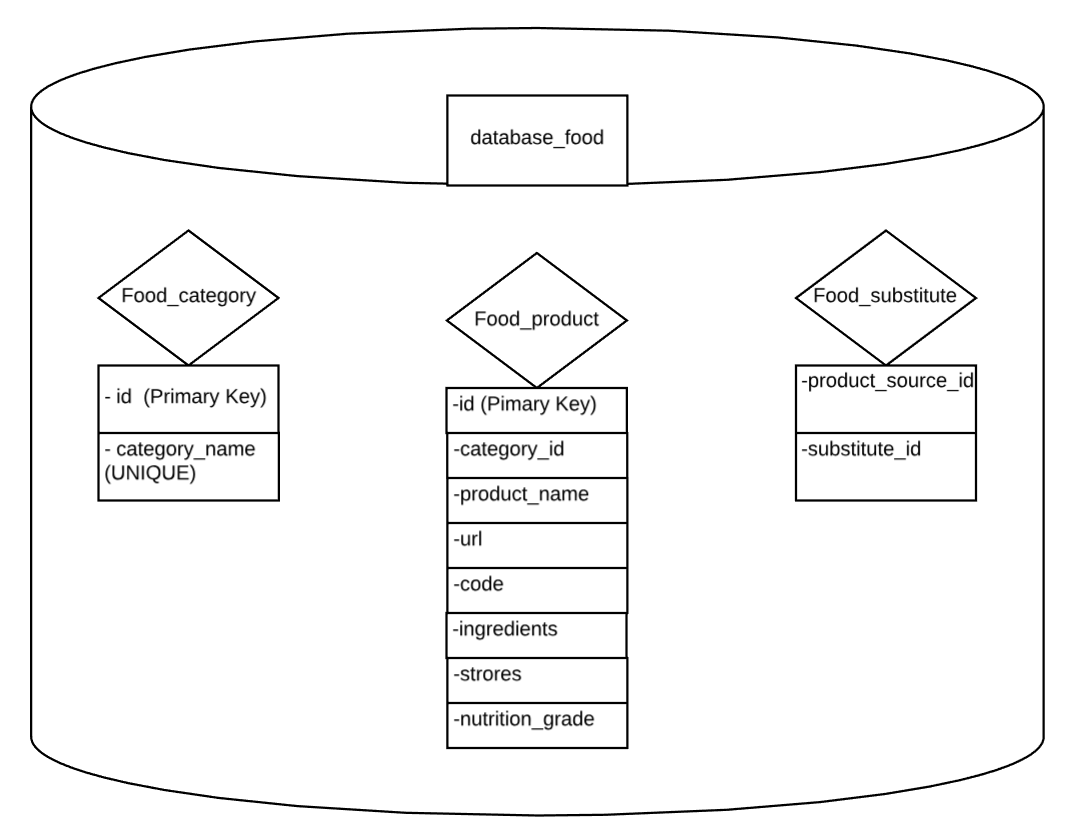 database_food
Food_category
- id  (Primary Key)
- category_name
(UNIQUE)
Food_product
-id (Pimary Key)
-category_id
-product_name
-url
-code
-ingredients
-strores
-nutrition_grade
Food_substitute
-product_source_id
-substitute_id